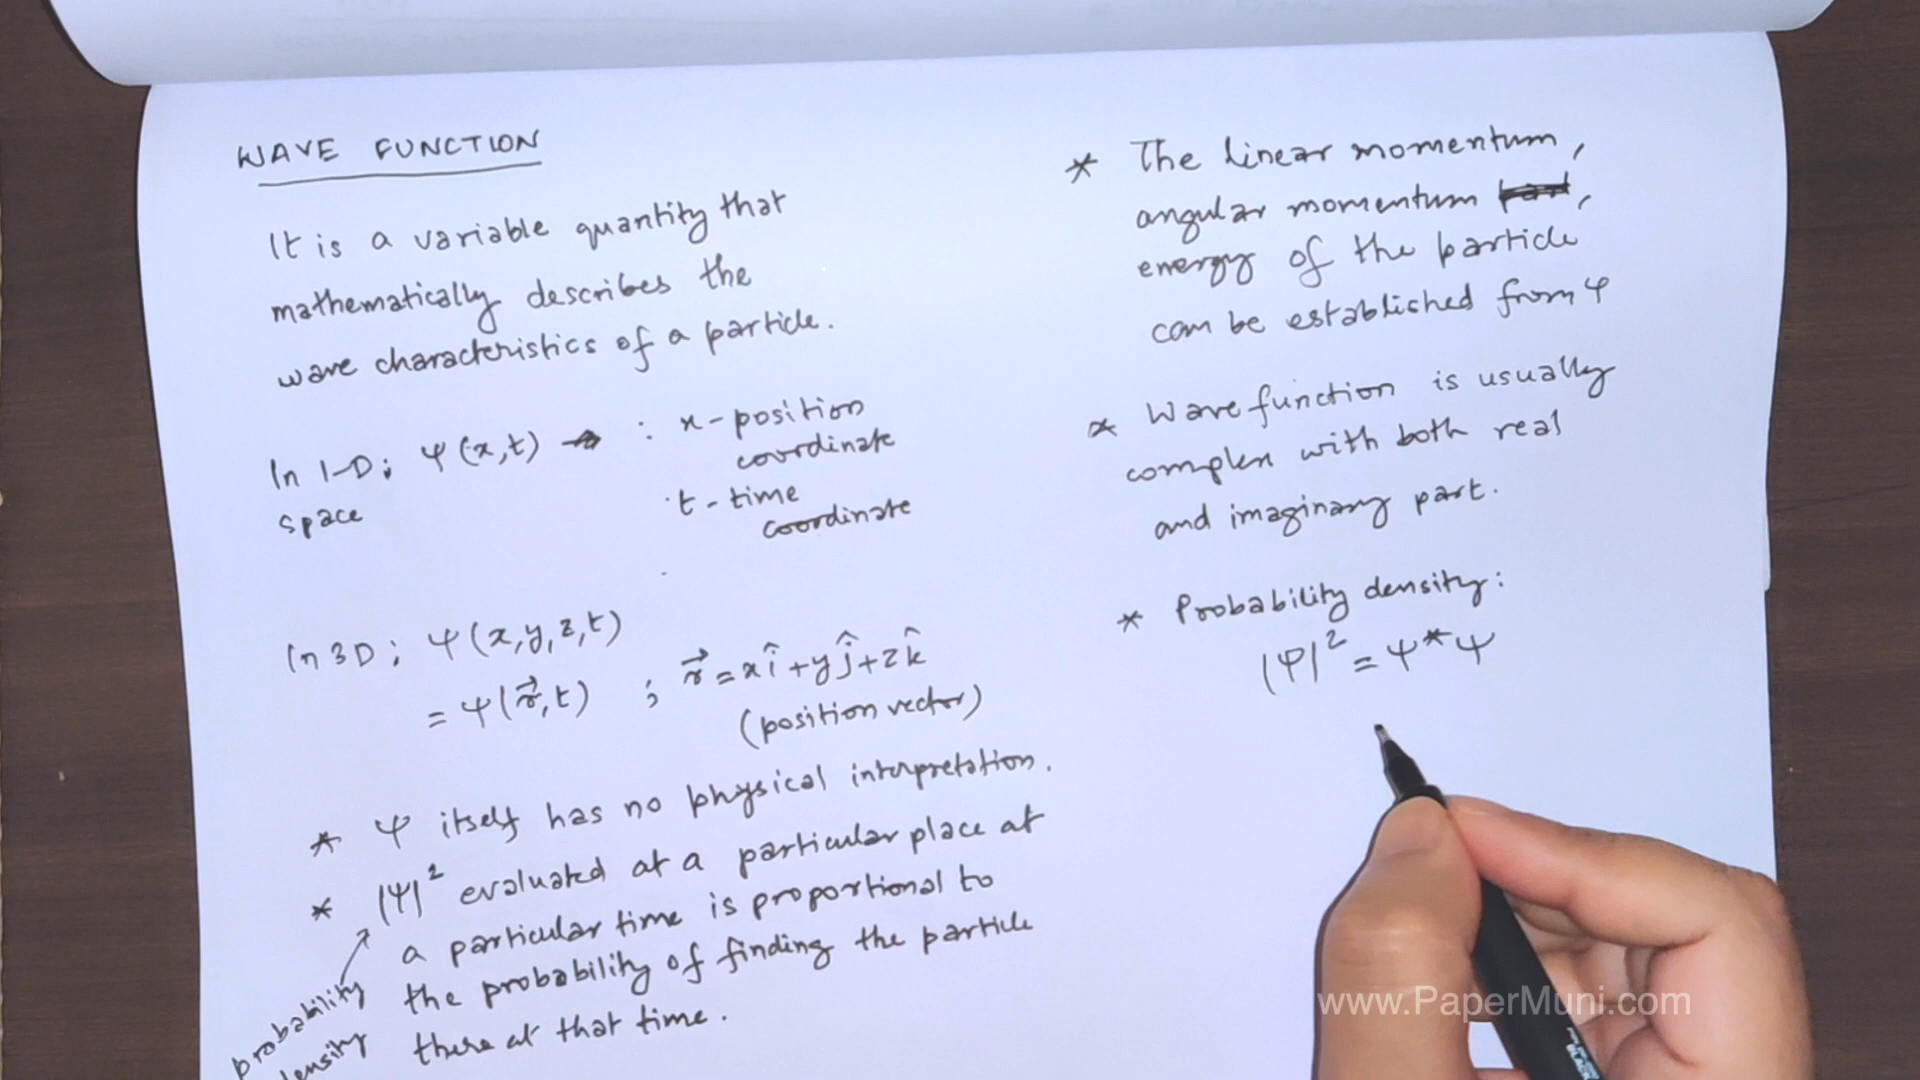 WAVE FUNCTION
It is a variable quantity that
mathematically describes the
wave characteristics of a particle.
In 1-D; ψ(x,t) → : x - position
coordinate
space
t - time
coordinate
In 3D; ψ(x,y,z,t)
= ψ(r⃗,t) ; r⃗ = xî + yĵ + zk̂
(position vector)
* ψ itself has no physical interpretation.
* |ψ|² evaluated at a particular place at
a particular time is proportional to
the probability of finding the particle
there at that time.
probability
density
* The linear momentum,
angular momentum ,
energy of the particle
can be established from ψ
* Wave function is usually
complex with both real
and imaginary part.
* Probability density:
|ψ|² = ψ*ψ
www.PaperMuni.com